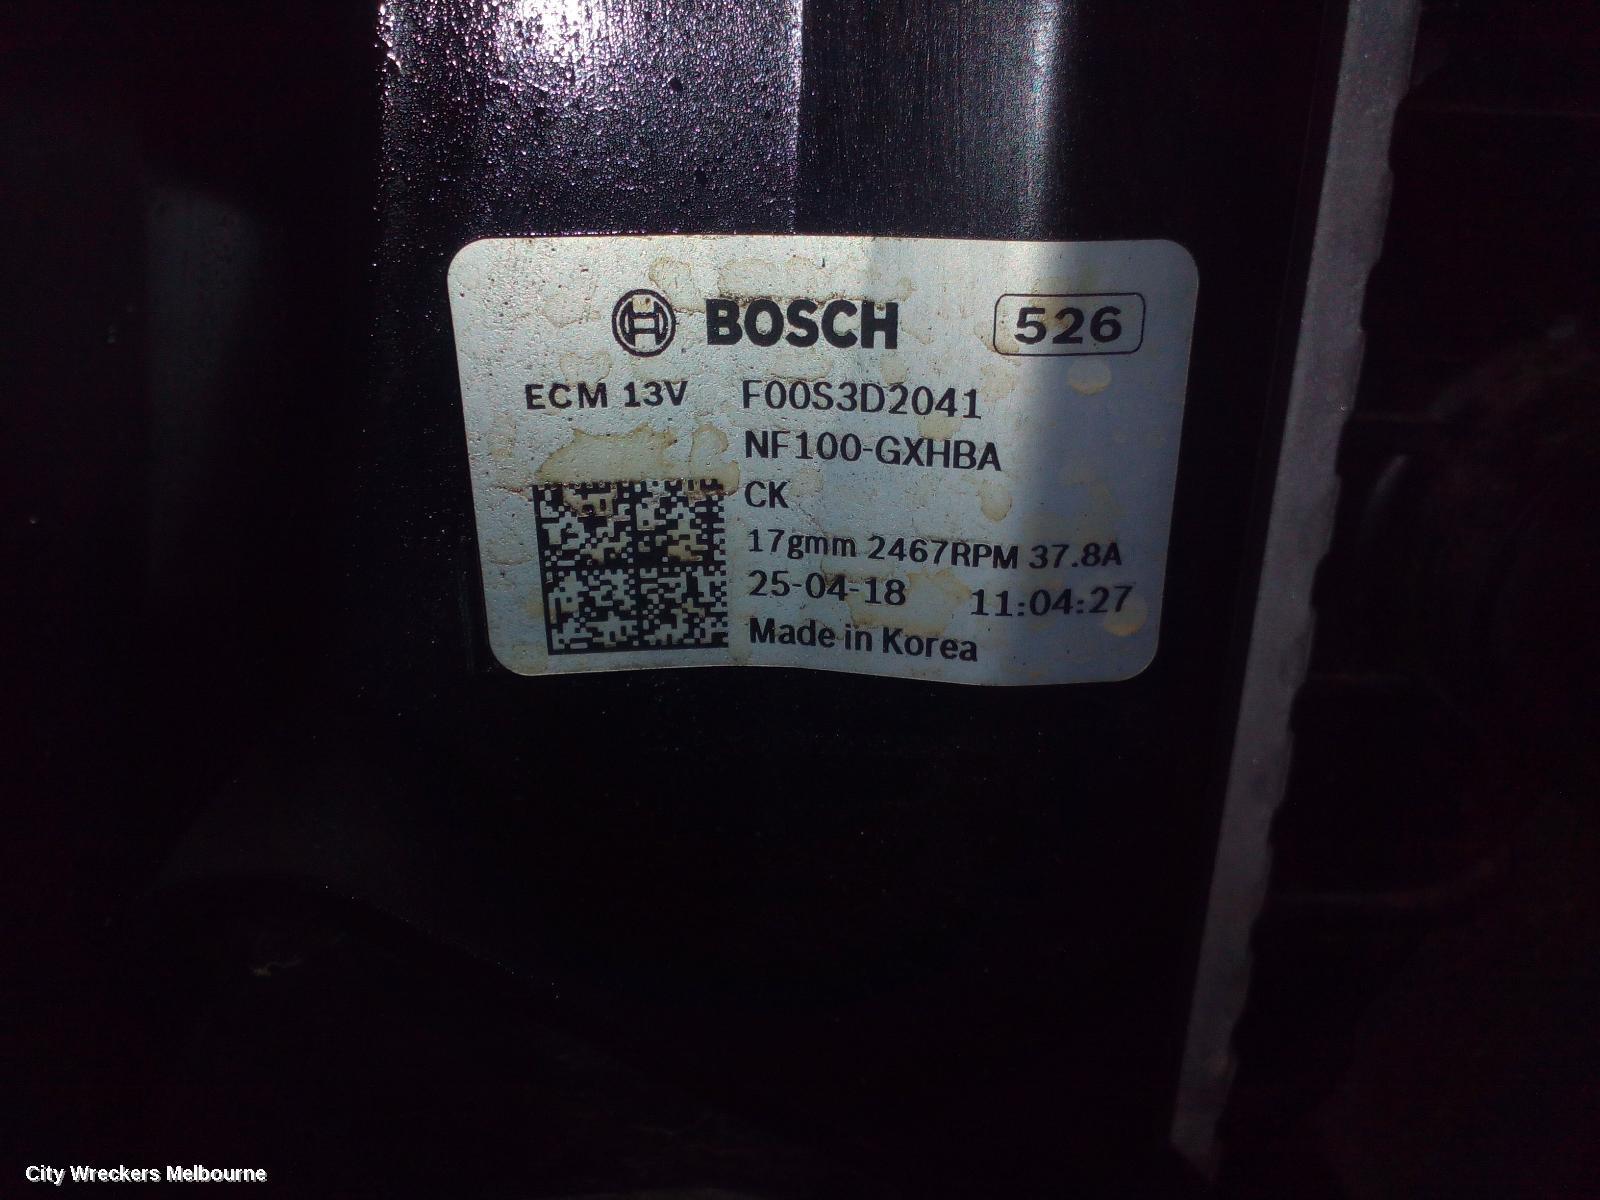 BOSCH 526
ECM 13V F00S3D2041
NF100-GXHBA
CK
17gmm 2467RPM 37.8A
25-04-18 11:04:27
Made in Korea
City Wreckers Melbourne